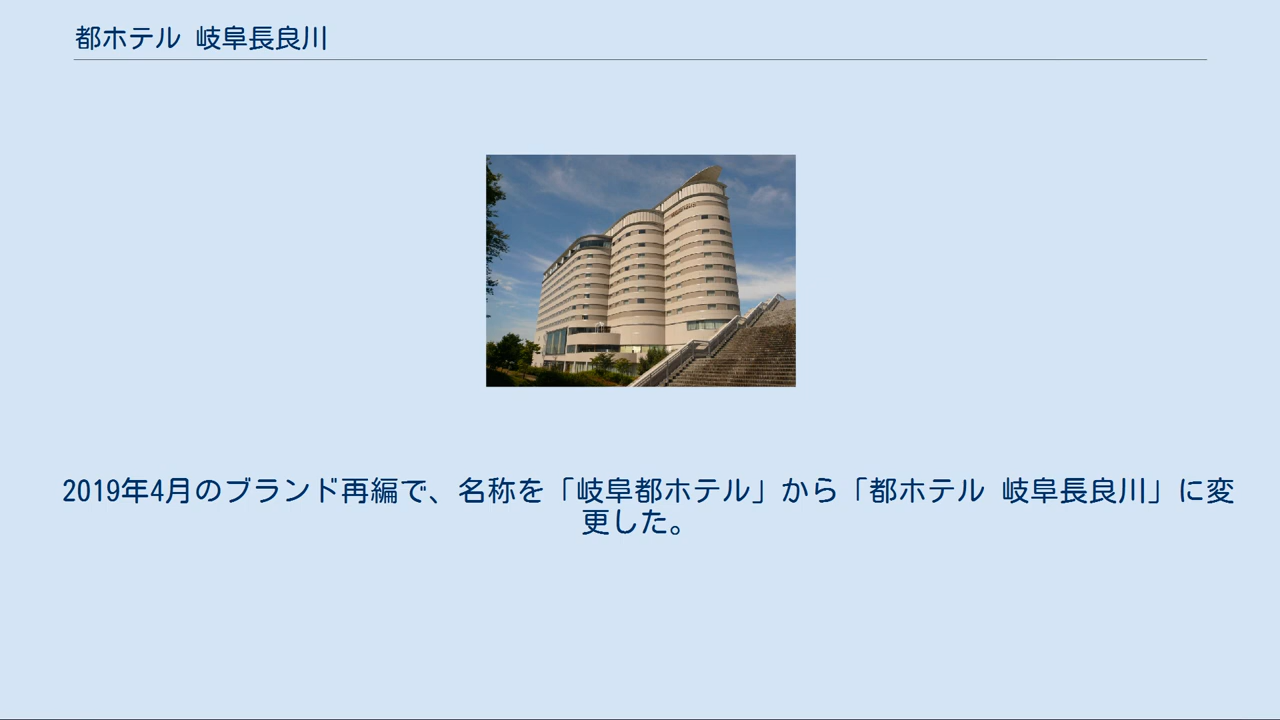 都ホテル 岐阜長良川
2019年4月のブランド再編で、名称を「岐阜都ホテル」から「都ホテル 岐阜長良川」に変
更した。